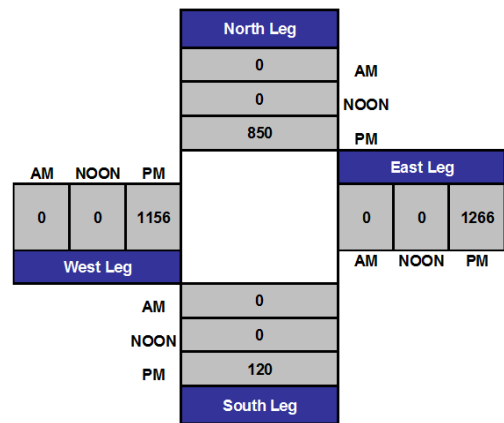 North Leg
0 AM
0 NOON
850 PM
AM NOON PM
East Leg
0 0 1156
0 0 1266
West Leg
AM NOON PM
AM 0
NOON 0
PM 120
South Leg